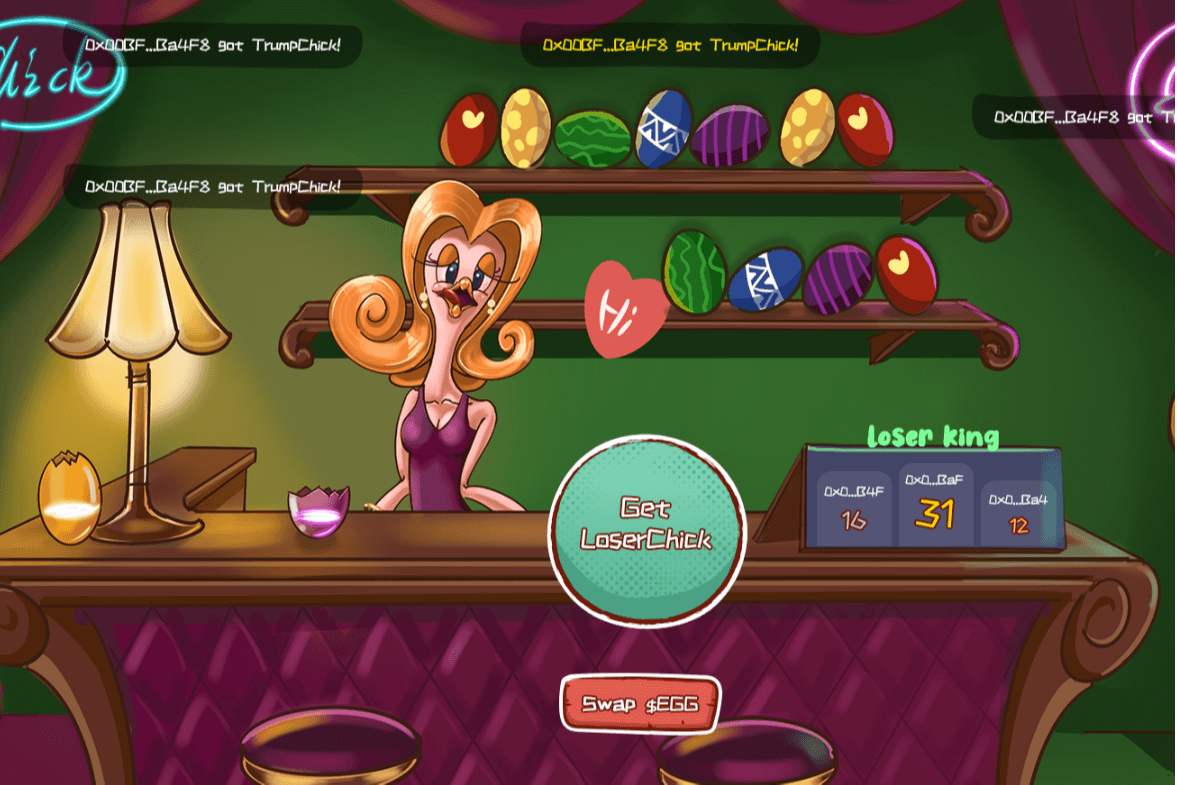 0x00BF...Ba4F8 got TrumpChick!
0x00BF...Ba4F8 got TrumpChick!
0x00BF...Ba4F8 got
0x00BF...Ba4F8 got TrumpChick!
Hi
loser king
0x0...B4F
0x0...BaF
0x0...Ba4
16
31
12
Get
LoserChick
Swap $EGG